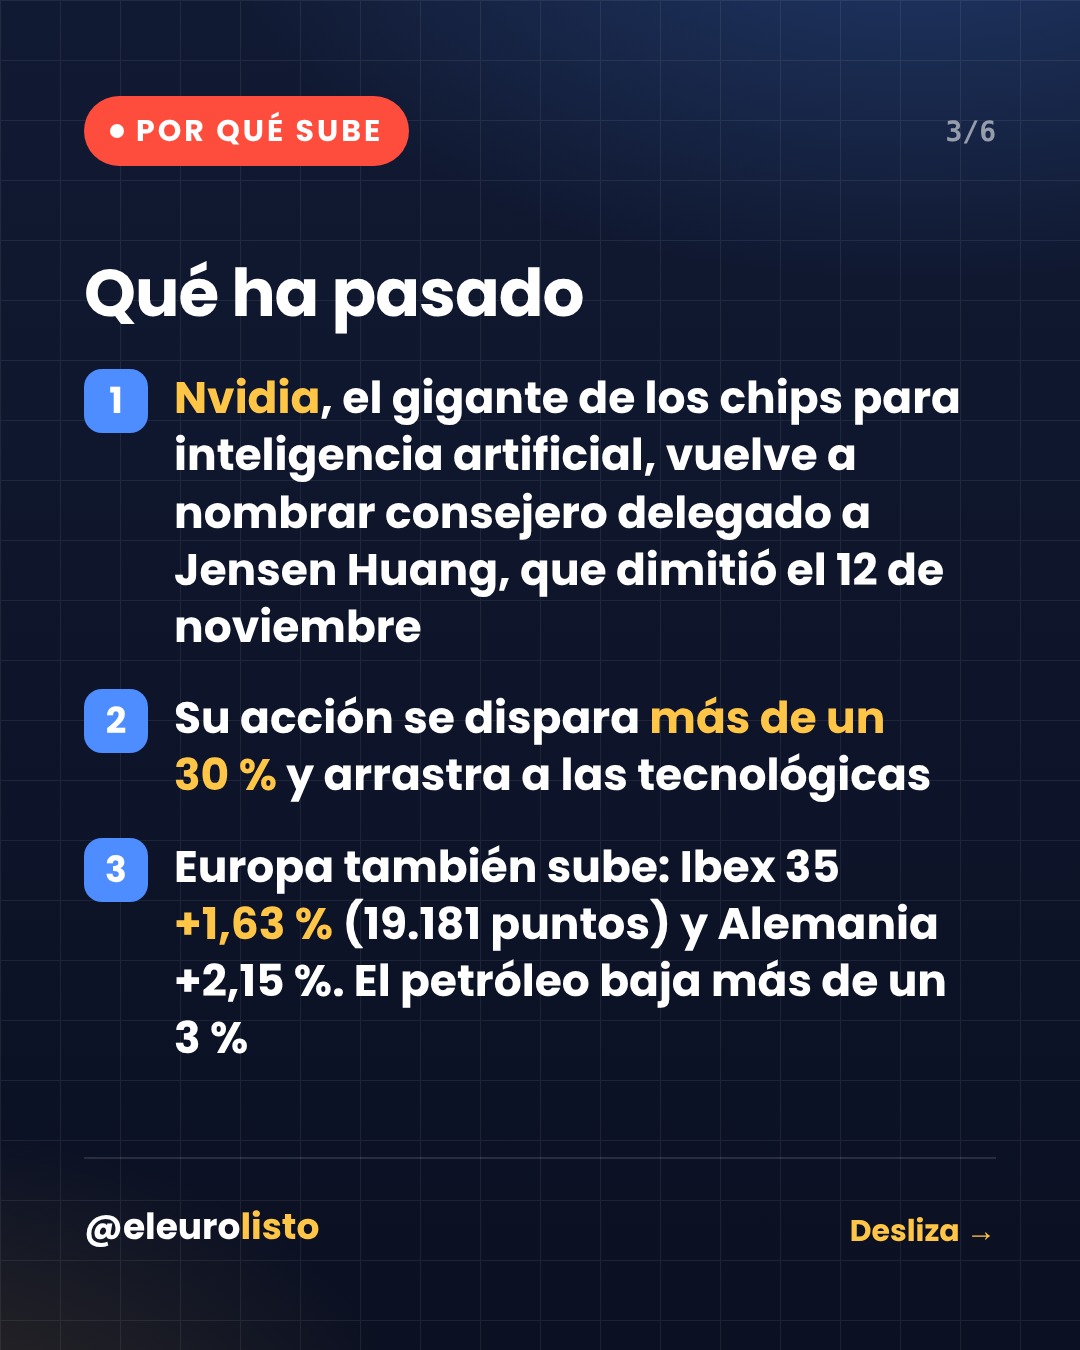 POR QUÉ SUBE
3/6
Qué ha pasado
1
Nvidia, el gigante de los chips para
inteligencia artificial, vuelve a
nombrar consejero delegado a
Jensen Huang, que dimitió el 12 de
noviembre
2
Su acción se dispara más de un
30 % y arrastra a las tecnológicas
3
Europa también sube: Ibex 35
+1,63 % (19.181 puntos) y Alemania
+2,15 %. El petróleo baja más de un
3 %
@eleurolisto
Desliza →